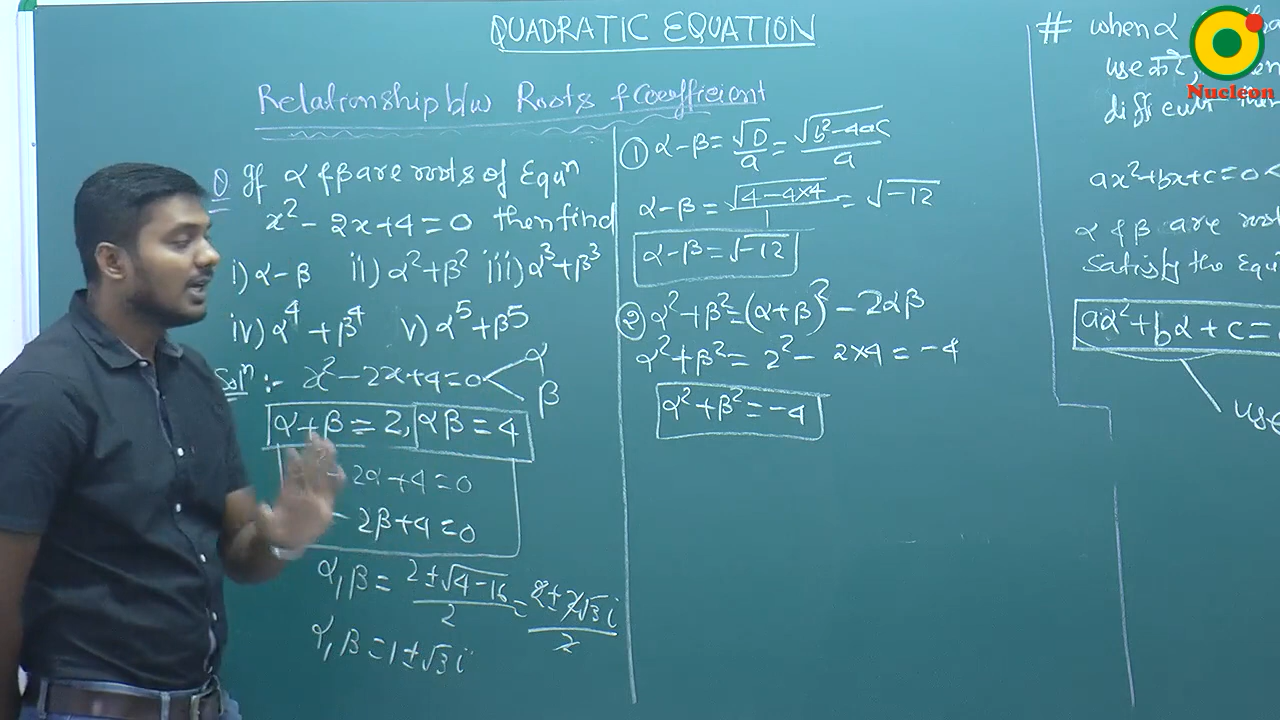 QUADRATIC EQUATION
Relationship b/w Roots & Coefficient
Q If α & β are roots of Equⁿ
x² - 2x + 4 = 0 then find
i) α - β ii) α² + β² iii) α³ + β³
iv) α⁴ + β⁴ v) α⁵ + β⁵
Solⁿ :- x² - 2x + 4 = 0 < α
β
α + β = 2, αβ = 4
2α + 4 = 0
- 2β + 4 = 0
α, β = 2 ± √4-16 / 2 = 2 ± 2√3 i / 2
α, β = 1 ± √3 i
① α - β = √D / a = √b² - 4ac / a
α - β = √4 - 4×4 / 1 = √-12
α - β = √-12
② α² + β² = (α + β)² - 2αβ
α² + β² = 2² - 2×4 = -4
α² + β² = -4
# when α
use
ax² + bx + c = 0 <
α & β are
Satisfy the Equ
aα² + bα + c =
use
Nucleon